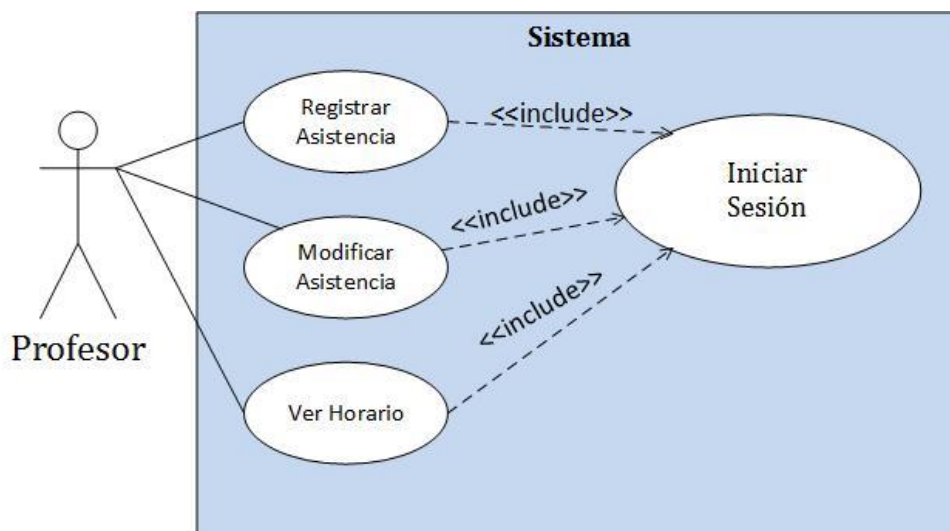 Sistema
Registrar
Asistencia
<<include>>
Iniciar
Sesión
<<include>>
Modificar
Asistencia
<<include>>
Profesor
Ver Horario